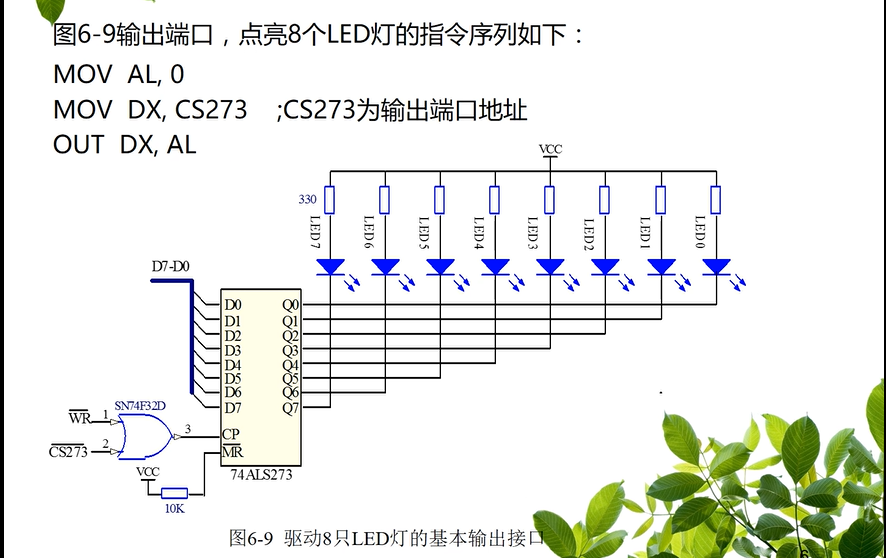 图6-9输出端口，点亮8个LED灯的指令序列如下：
MOV AL, 0
MOV DX, CS273 ;CS273为输出端口地址
OUT DX, AL
VCC
330
LED7
LED6
LED5
LED4
LED3
LED2
LED1
LED0
D7-D0
D0 Q0
D1 Q1
D2 Q2
D3 Q3
D4 Q4
D5 Q5
D6 Q6
D7 Q7
SN74F32D
WR 1
3
CP
CS273 2
MR
VCC
74ALS273
10K
图6-9 驱动8只LED灯的基本输出接口
6